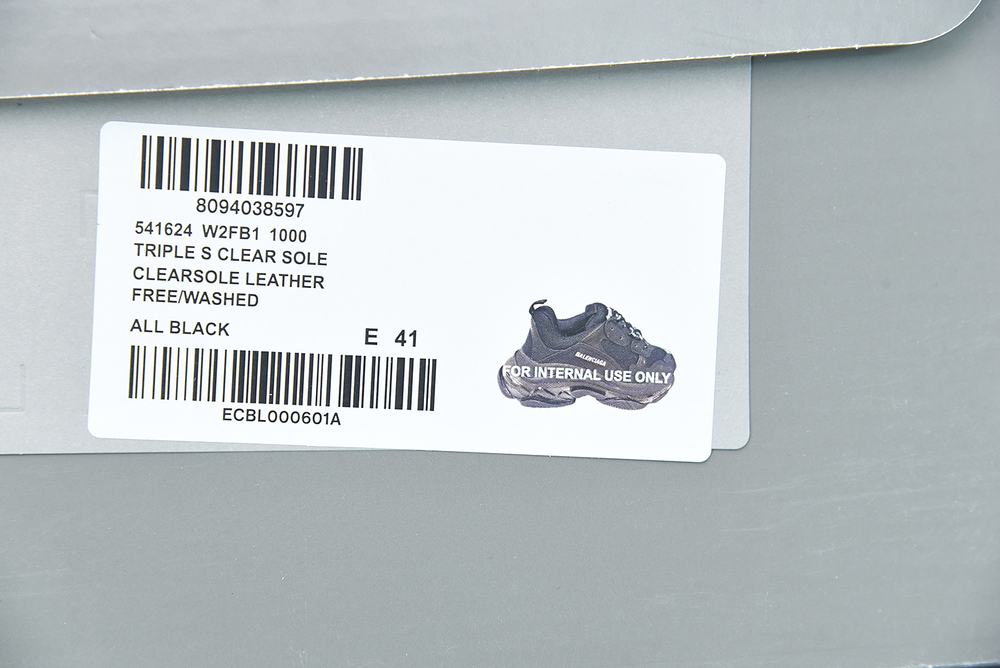 8094038597
541624 W2FB1 1000
TRIPLE S CLEAR SOLE
CLEARSOLE LEATHER
FREE/WASHED
ALL BLACK
E 41
ECBL000601A
BALENCIAGA
FOR INTERNAL USE ONLY